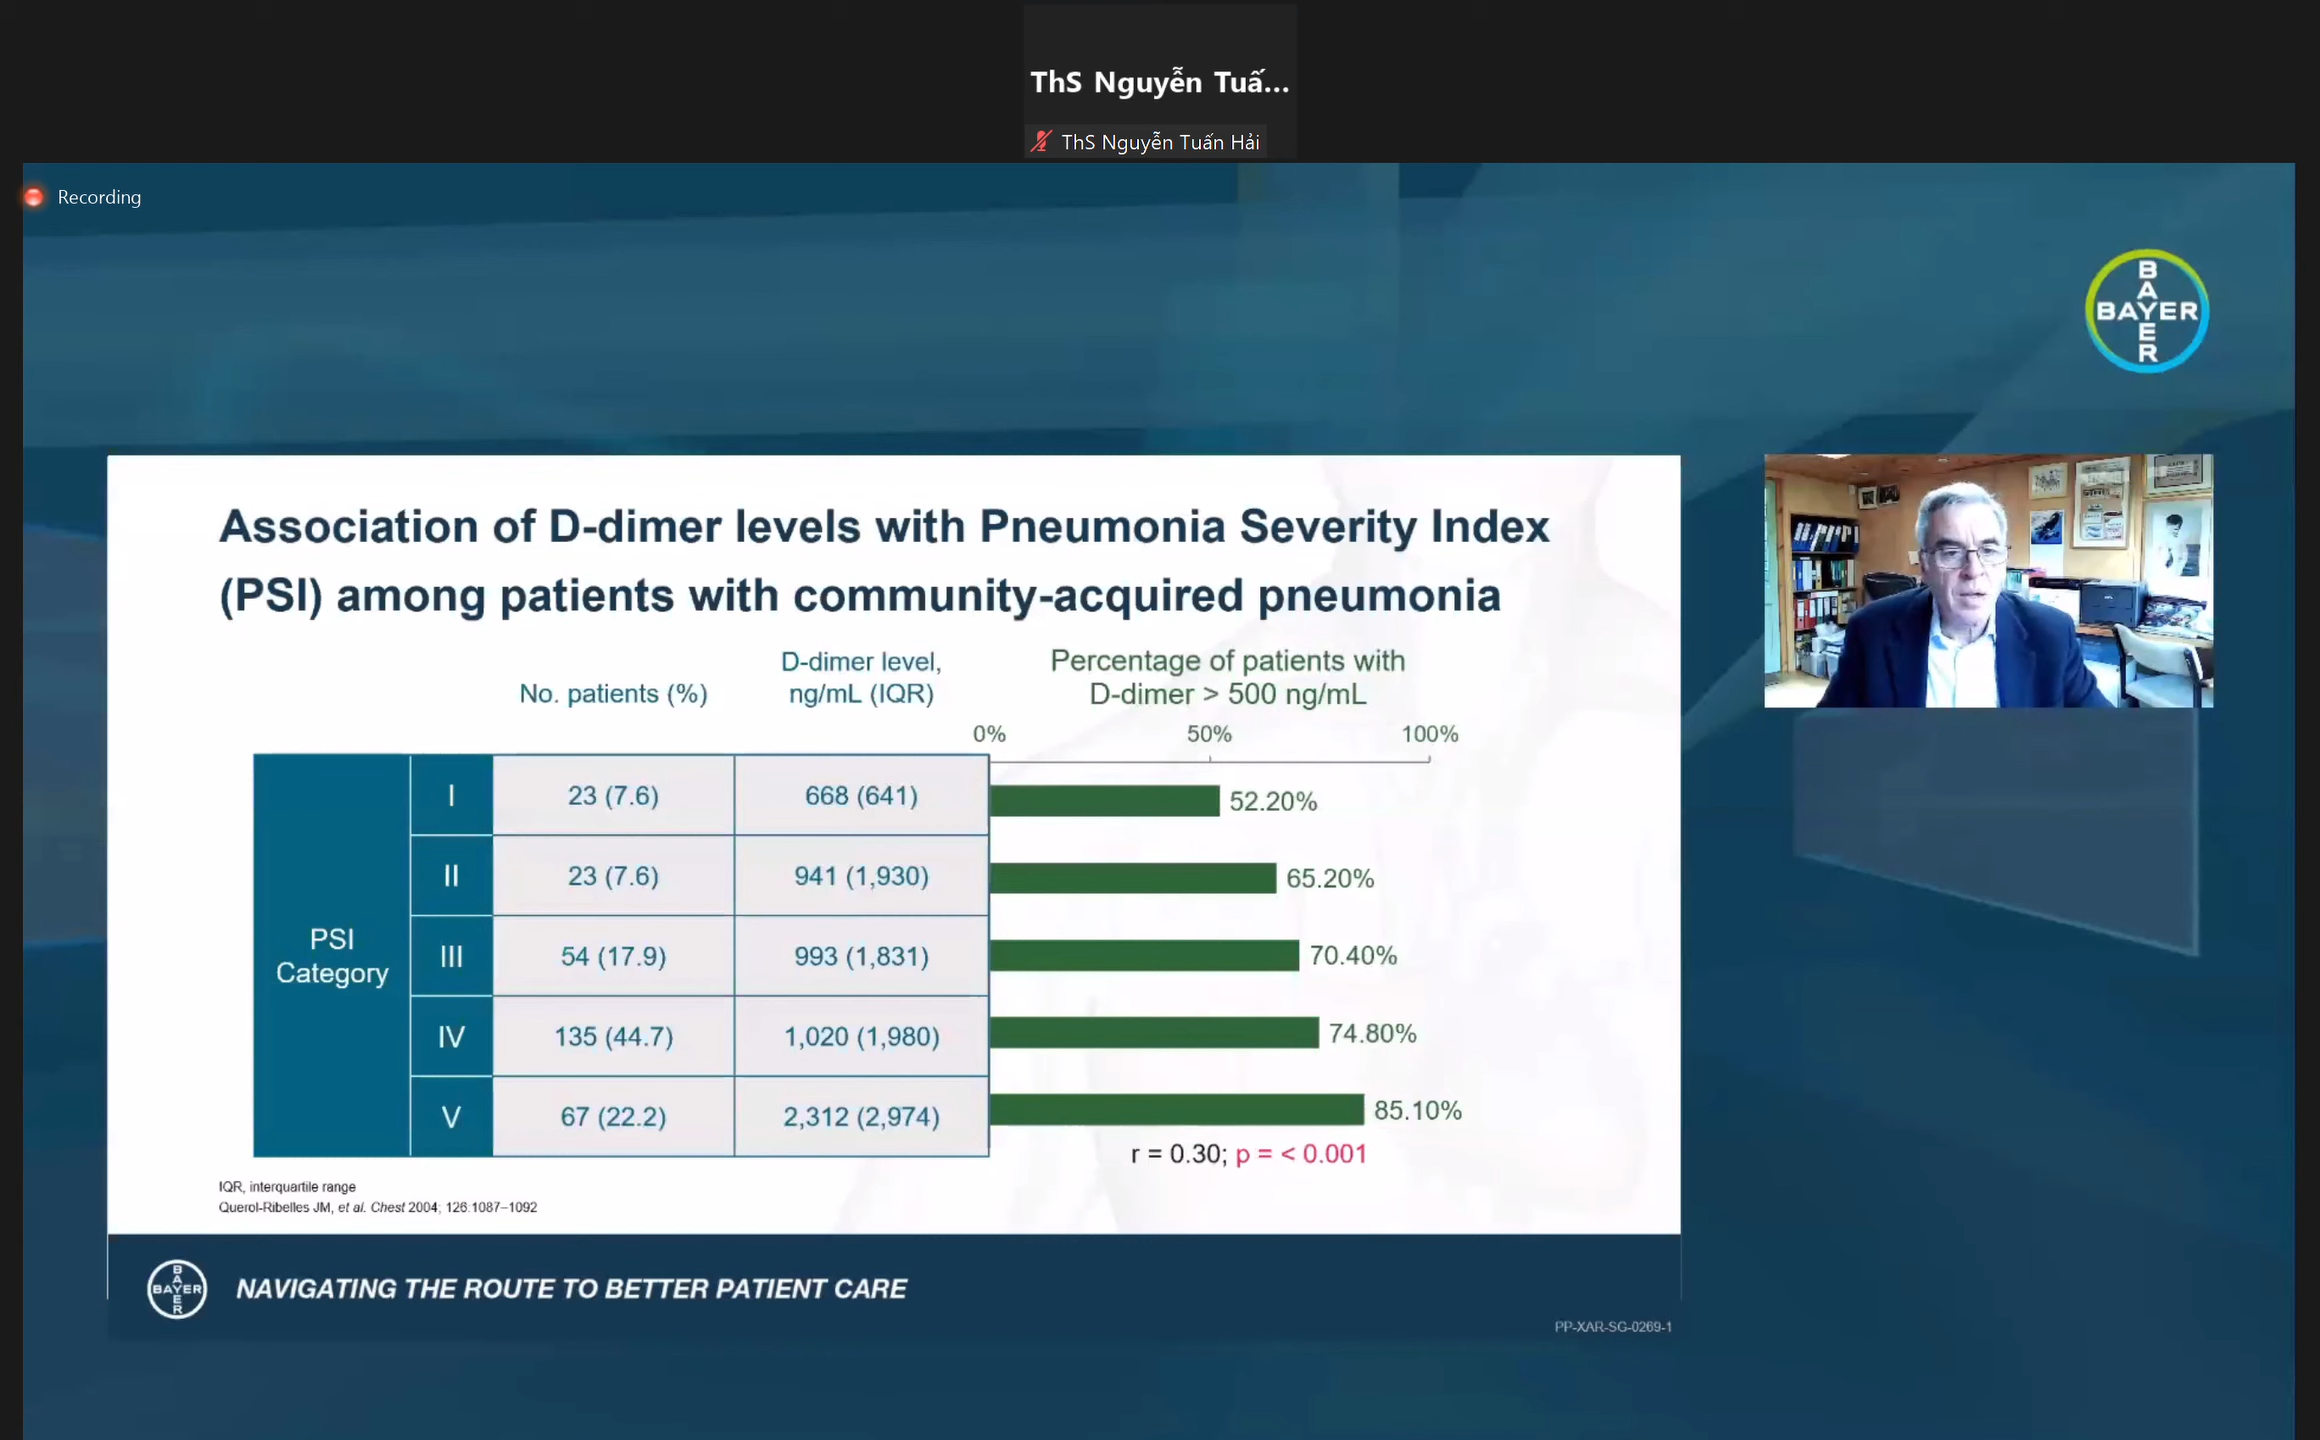 ThS Nguyễn Tuấ...
ThS Nguyễn Tuấn Hải
Recording
BAYER
BAYER
Association of D-dimer levels with Pneumonia Severity Index
(PSI) among patients with community-acquired pneumonia
No. patients (%)
D-dimer level,
ng/mL (IQR)
Percentage of patients with
D-dimer > 500 ng/mL
0% 50% 100%
PSI
Category
I 23 (7.6) 668 (641) 52.20%
II 23 (7.6) 941 (1,930) 65.20%
III 54 (17.9) 993 (1,831) 70.40%
IV 135 (44.7) 1,020 (1,980) 74.80%
V 67 (22.2) 2,312 (2,974) 85.10%
r = 0.30; p = < 0.001
IQR, interquartile range
Querol-Ribelles JM, et al. Chest 2004; 126:1087–1092
BAYER
BAYER
NAVIGATING THE ROUTE TO BETTER PATIENT CARE
PP-XAR-SG-0269-1